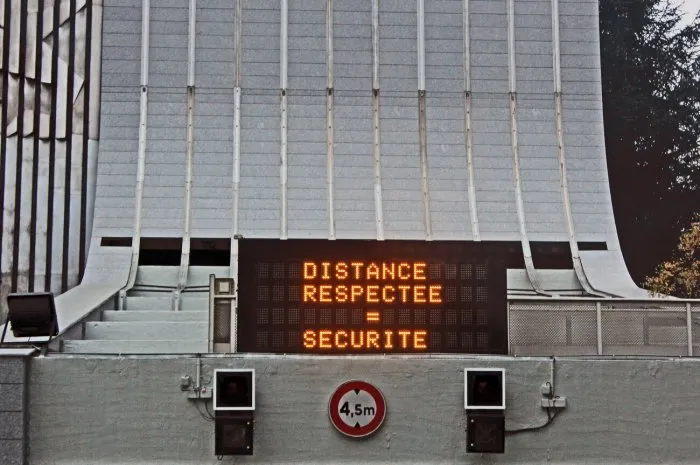 DISTANCE
RESPECTEE
=
SECURITE
4,5m